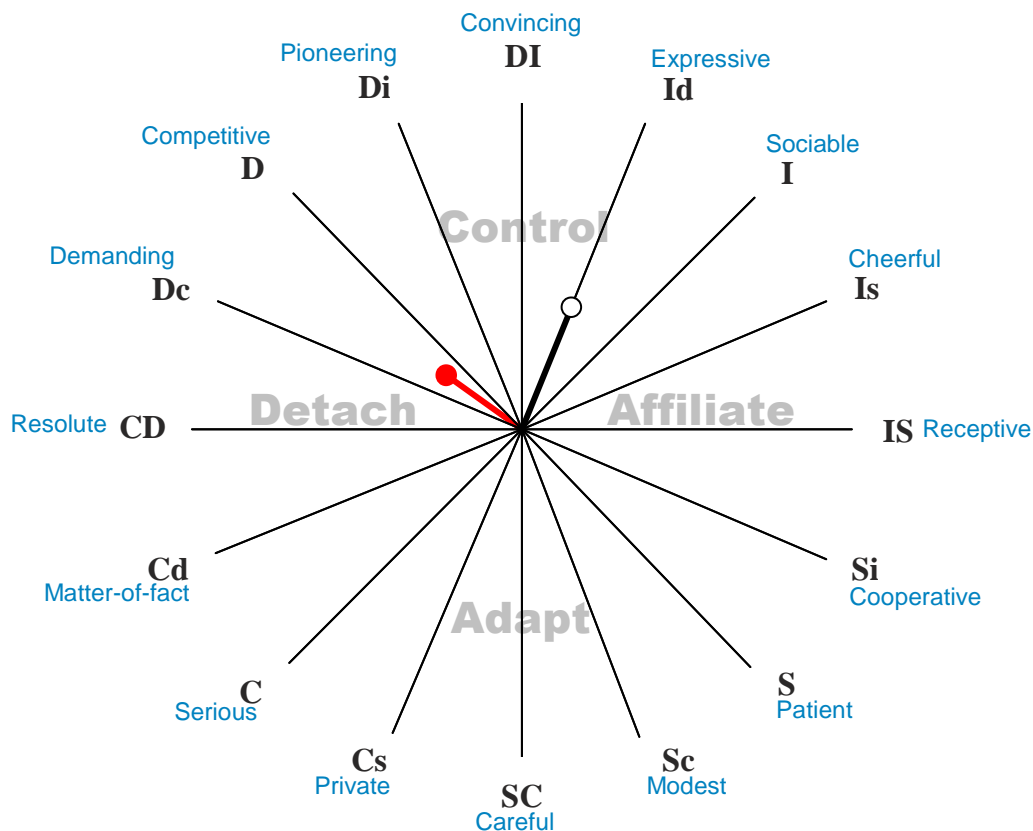 Convincing
DI
Pioneering
Di
Expressive
Id
Competitive
D
Sociable
I
Control
Demanding
Dc
Cheerful
Is
Detach
Affiliate
Resolute CD
IS Receptive
Cd
Matter-of-fact
Si
Cooperative
Adapt
C
Serious
S
Patient
Cs
Private
Sc
Modest
SC
Careful